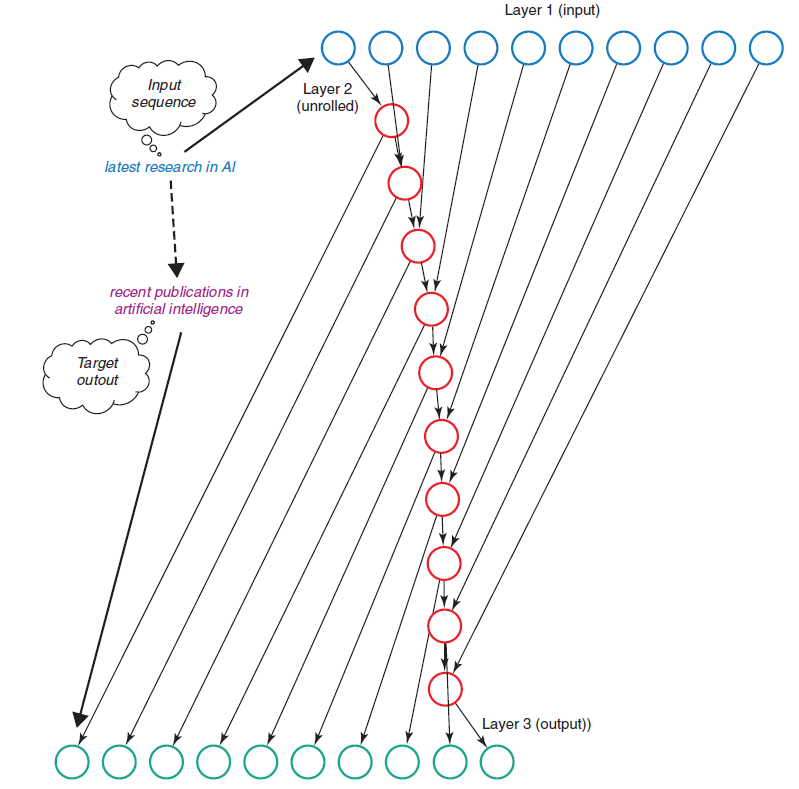 Layer 1 (input)
Input
sequence
Layer 2
(unrolled)
latest research in AI
recent publications in
artificial intelligence
Target
outout
Layer 3 (output))